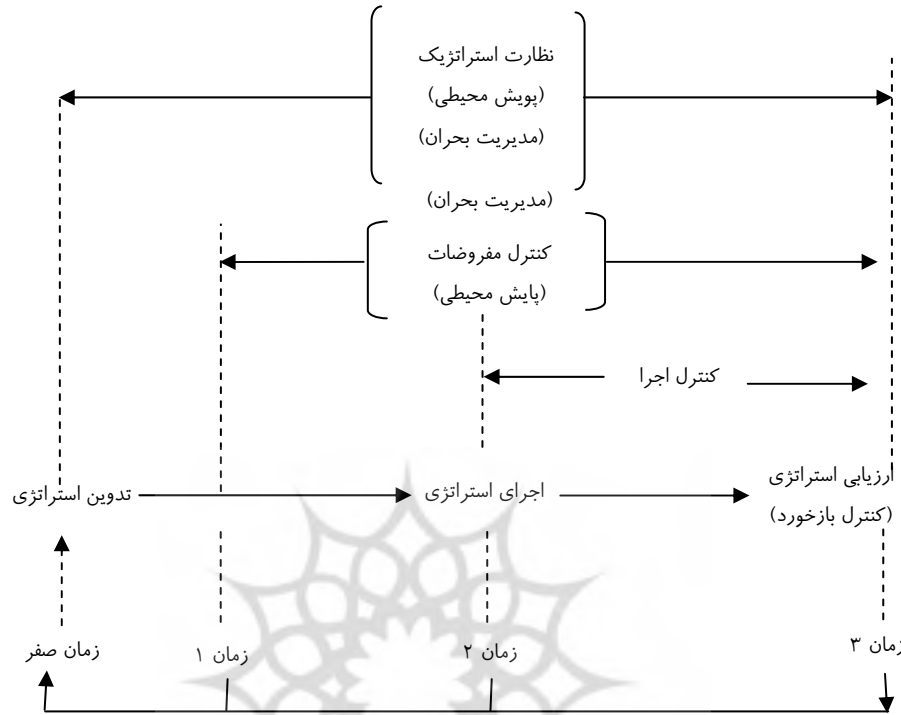 نظارت استراتژیک
(پویش محیطی)
(مدیریت بحران)
(مدیریت بحران)
کنترل مفروضات
(پایش محیطی)
کنترل اجرا
ارزیابی استراتژی
(کنترل بازخورد)
اجرای استراتژی
تدوین استراتژی
زمان صفر
زمان ۱
زمان ۲
زمان ۳